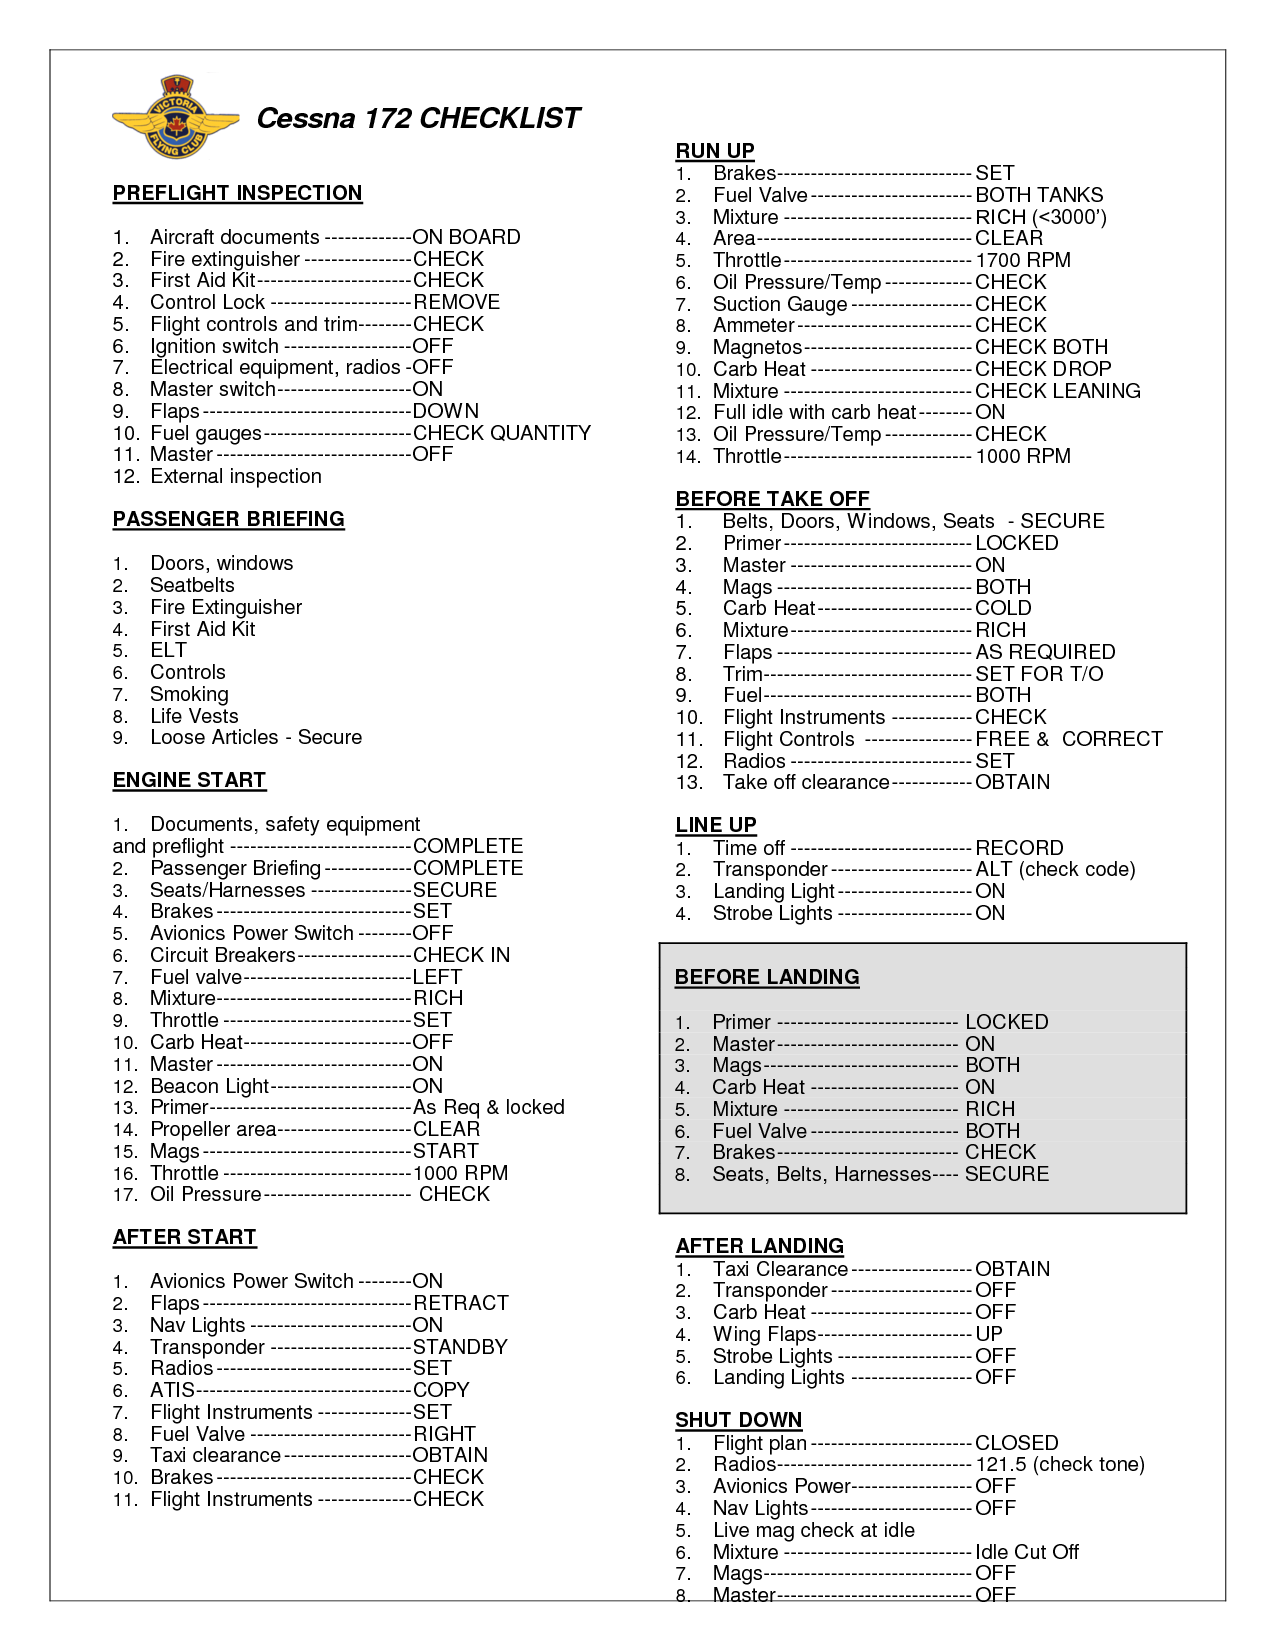 VICTORIA
FLYING CLUB
Cessna 172 CHECKLIST
PREFLIGHT INSPECTION
1. Aircraft documents -------------ON BOARD
2. Fire extinguisher ----------------CHECK
3. First Aid Kit-----------------------CHECK
4. Control Lock ---------------------REMOVE
5. Flight controls and trim--------CHECK
6. Ignition switch -------------------OFF
7. Electrical equipment, radios -OFF
8. Master switch--------------------ON
9. Flaps-------------------------------DOWN
10. Fuel gauges----------------------CHECK QUANTITY
11. Master -----------------------------OFF
12. External inspection
PASSENGER BRIEFING
1. Doors, windows
2. Seatbelts
3. Fire Extinguisher
4. First Aid Kit
5. ELT
6. Controls
7. Smoking
8. Life Vests
9. Loose Articles - Secure
ENGINE START
1. Documents, safety equipment
and preflight ---------------------------COMPLETE
2. Passenger Briefing-------------COMPLETE
3. Seats/Harnesses ---------------SECURE
4. Brakes-----------------------------SET
5. Avionics Power Switch --------OFF
6. Circuit Breakers-----------------CHECK IN
7. Fuel valve-------------------------LEFT
8. Mixture-----------------------------RICH
9. Throttle ----------------------------SET
10. Carb Heat-------------------------OFF
11. Master -----------------------------ON
12. Beacon Light---------------------ON
13. Primer------------------------------As Req & locked
14. Propeller area--------------------CLEAR
15. Mags -----------------------------START
16. Throttle ----------------------------1000 RPM
17. Oil Pressure---------------------- CHECK
AFTER START
1. Avionics Power Switch --------ON
2. Flaps-------------------------------RETRACT
3. Nav Lights ------------------------ON
4. Transponder ---------------------STANDBY
5. Radios -----------------------------SET
6. ATIS--------------------------------COPY
7. Flight Instruments --------------SET
8. Fuel Valve ------------------------RIGHT
9. Taxi clearance-------------------OBTAIN
10. Brakes-----------------------------CHECK
11. Flight Instruments --------------CHECK
RUN UP
1. Brakes-----------------------------SET
2. Fuel Valve------------------------BOTH TANKS
3. Mixture ----------------------------RICH (<3000')
4. Area--------------------------------CLEAR
5. Throttle----------------------------1700 RPM
6. Oil Pressure/Temp -------------CHECK
7. Suction Gauge------------------CHECK
8. Ammeter--------------------------CHECK
9. Magnetos-------------------------CHECK BOTH
10. Carb Heat ------------------------CHECK DROP
11. Mixture ----------------------------CHECK LEANING
12. Full idle with carb heat--------ON
13. Oil Pressure/Temp -------------CHECK
14. Throttle----------------------------1000 RPM
BEFORE TAKE OFF
1. Belts, Doors, Windows, Seats - SECURE
2. Primer----------------------------LOCKED
3. Master ---------------------------ON
4. Mags -----------------------------BOTH
5. Carb Heat-----------------------COLD
6. Mixture---------------------------RICH
7. Flaps -----------------------------AS REQUIRED
8. Trim-------------------------------SET FOR T/O
9. Fuel-------------------------------BOTH
10. Flight Instruments ------------CHECK
11. Flight Controls ----------------FREE & CORRECT
12. Radios ---------------------------SET
13. Take off clearance------------OBTAIN
LINE UP
1. Time off ---------------------------RECORD
2. Transponder---------------------ALT (check code)
3. Landing Light--------------------ON
4. Strobe Lights --------------------ON
BEFORE LANDING
1. Primer --------------------------- LOCKED
2. Master--------------------------- ON
3. Mags----------------------------- BOTH
4. Carb Heat ---------------------- ON
5. Mixture -------------------------- RICH
6. Fuel Valve---------------------- BOTH
7. Brakes--------------------------- CHECK
8. Seats, Belts, Harnesses---- SECURE
AFTER LANDING
1. Taxi Clearance------------------OBTAIN
2. Transponder---------------------OFF
3. Carb Heat ------------------------OFF
4. Wing Flaps-----------------------UP
5. Strobe Lights --------------------OFF
6. Landing Lights ------------------OFF
SHUT DOWN
1. Flight plan------------------------CLOSED
2. Radios-----------------------------121.5 (check tone)
3. Avionics Power------------------OFF
4. Nav Lights------------------------OFF
5. Live mag check at idle
6. Mixture ----------------------------Idle Cut Off
7. Mags-------------------------------OFF
8. Master-----------------------------OFF